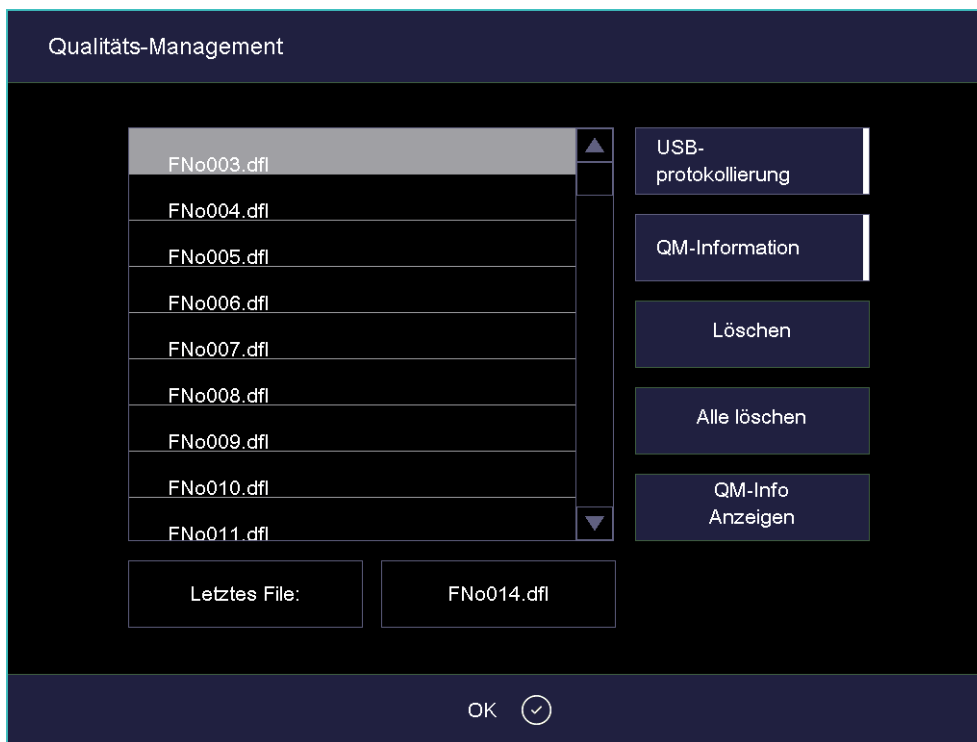 Qualitäts-Management
FNo003.dfl
FNo004.dfl
FNo005.dfl
FNo006.dfl
FNo007.dfl
FNo008.dfl
FNo009.dfl
FNo010.dfl
FNo011.dfl
USB-
protokollierung
QM-Information
Löschen
Alle löschen
QM-Info
Anzeigen
Letztes File:
FNo014.dfl
OK